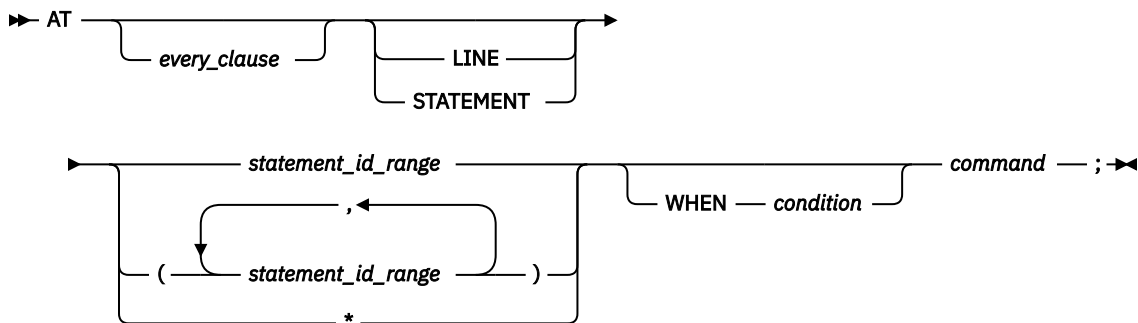 AT
every_clause
LINE
STATEMENT
statement_id_range
WHEN condition
command ;
,
( statement_id_range )
*